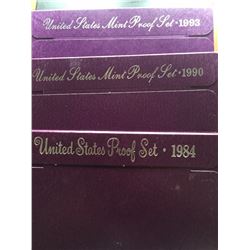 United States Mint Proof Set • 1993
United States Mint Proof Set • 1990
United States Proof Set • 1984